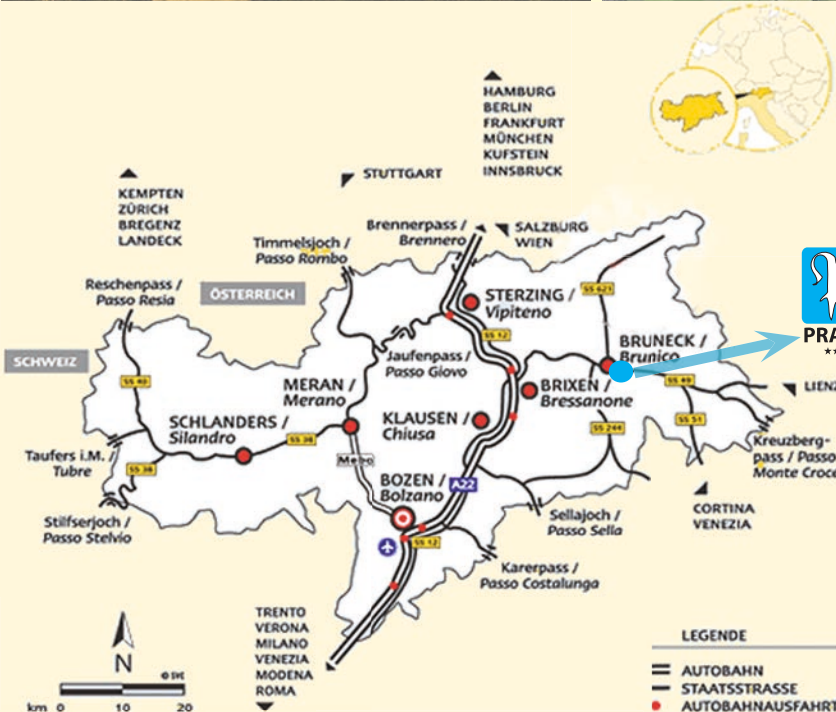 HAMBURG
BERLIN
FRANKFURT
MÜNCHEN
KUFSTEIN
INNSBRUCK
STUTTGART
KEMPTEN
ZÜRICH
BREGENZ
LANDECK
Brennerpass /
Brennero
SALZBURG
WIEN
Timmelsjoch /
Passo Rombo
Reschenpass /
Passo Resia
ÖSTERREICH
SCHWEIZ
STERZING /
Vipiteno
SS 621
SS 12
BRUNECK /
Brunico
PRA
Jaufenpass /
Passo Giovo
SS 40
MERAN /
Merano
BRIXEN /
Bressanone
SS 49
LIENZ
SS 51
SCHLANDERS /
Silandro
KLAUSEN /
Chiusa
SS 244
SS 38
Kreuzberg-
pass / Passo
Monte Croce
Taufers i.M. /
Tubre
SS 38
Mebo
BOZEN /
Bolzano
A22
Stilfserjoch /
Passo Stelvio
Sellajoch /
Passo Sella
CORTINA
VENEZIA
SS 12
Karerpass /
Passo Costalunga
TRENTO
VERONA
MILANO
VENEZIA
MODENA
ROMA
N
km 0 10 20
LEGENDE
AUTOBAHN
STAATSSTRASSE
AUTOBAHNAUSFAHRT